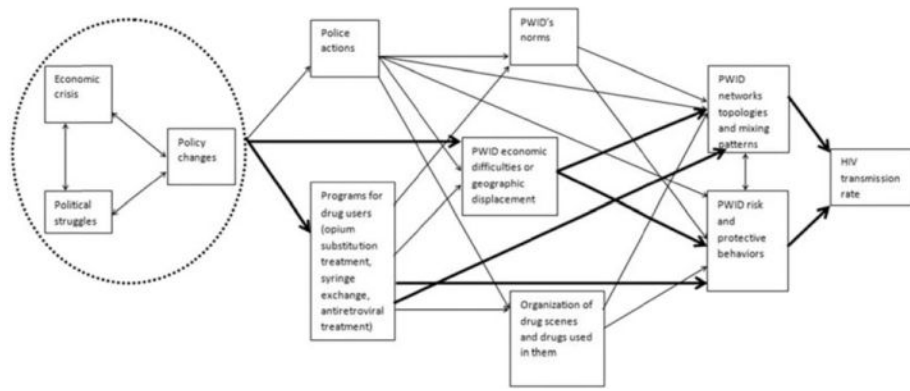 Economic
crisis
Political
struggles
Policy
changes
Police
actions
Programs for
drug users
(opium
substitution
treatment,
syringe
exchange,
antiretroviral
treatment)
PWID's
norms
PWID economic
difficulties or
geographic
displacement
Organization of
drug scenes
and drugs used
in them
PWID
networks
topologies
and mixing
patterns
PWID risk
and
protective
behaviors
HIV
transmission
rate